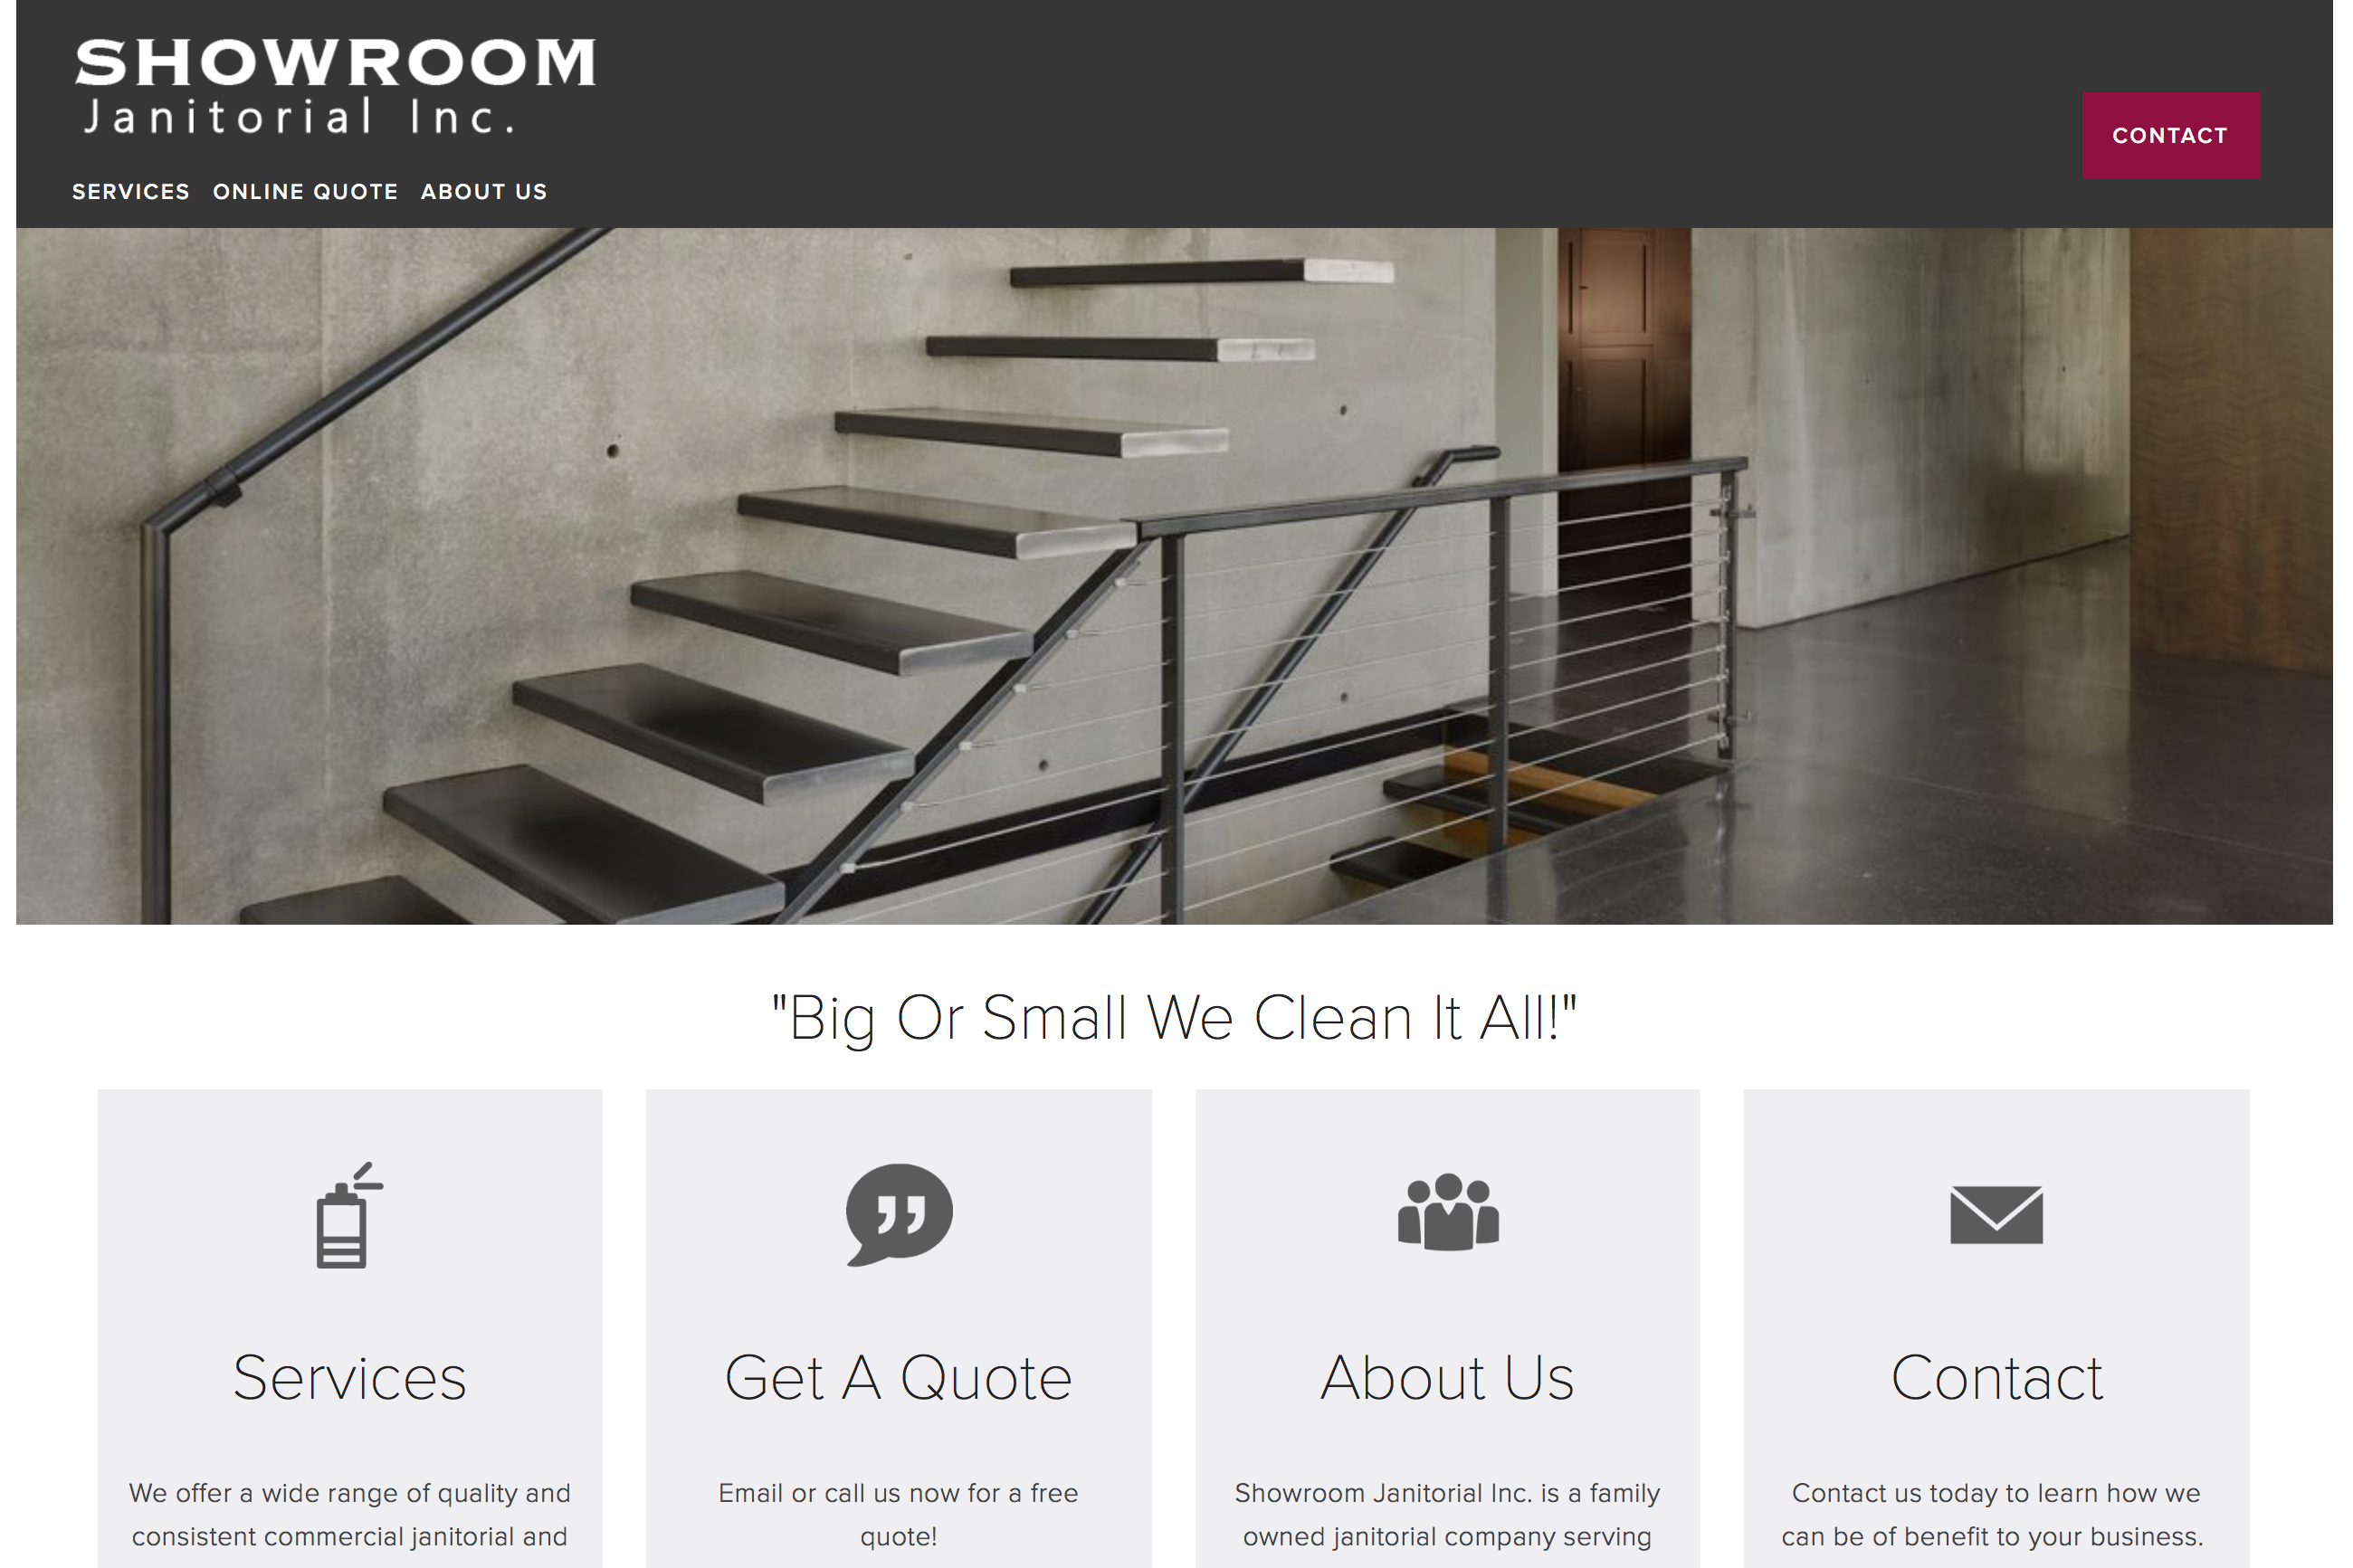 SHOWROOM
Janitorial Inc.
CONTACT
SERVICES ONLINE QUOTE ABOUT US
"Big Or Small We Clean It All!"
Services
We offer a wide range of quality and
consistent commercial janitorial and
Get A Quote
Email or call us now for a free
quote!
About Us
Showroom Janitorial Inc. is a family
owned janitorial company serving
Contact
Contact us today to learn how we
can be of benefit to your business.